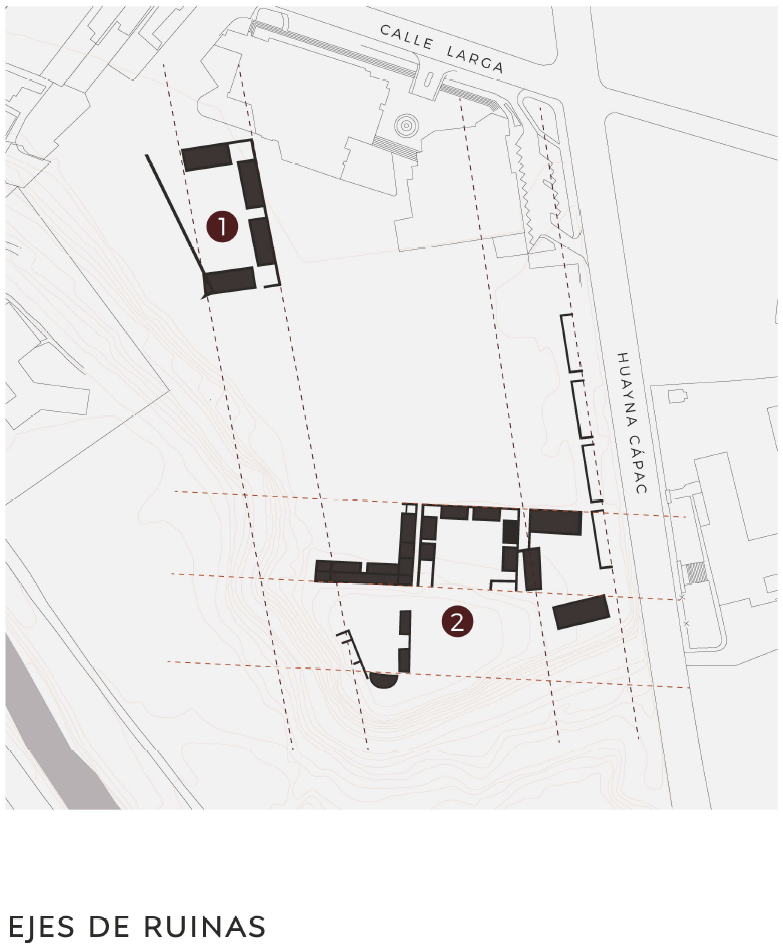 CALLE LARGA
1
HUAYNA CÁPAC
2
EJES DE RUINAS